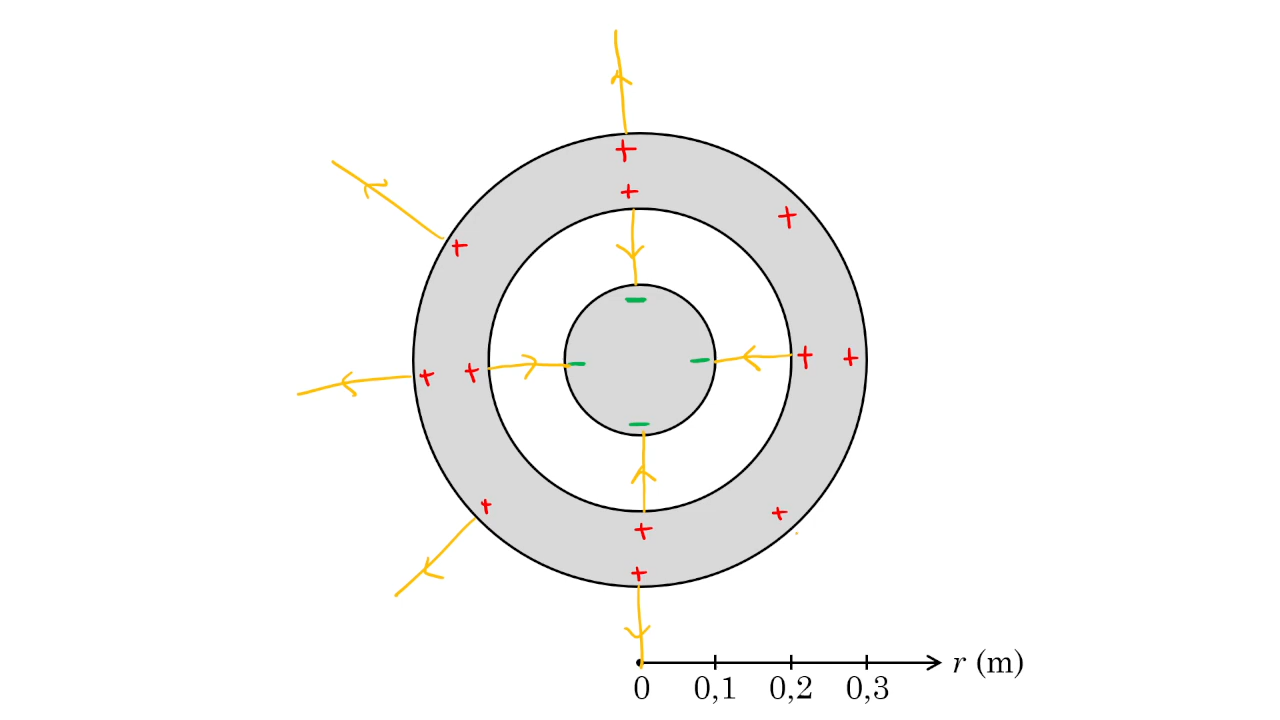 +
+
+
+
+ + + +
+ +
+
+
r (m)
0 0,1 0,2 0,3